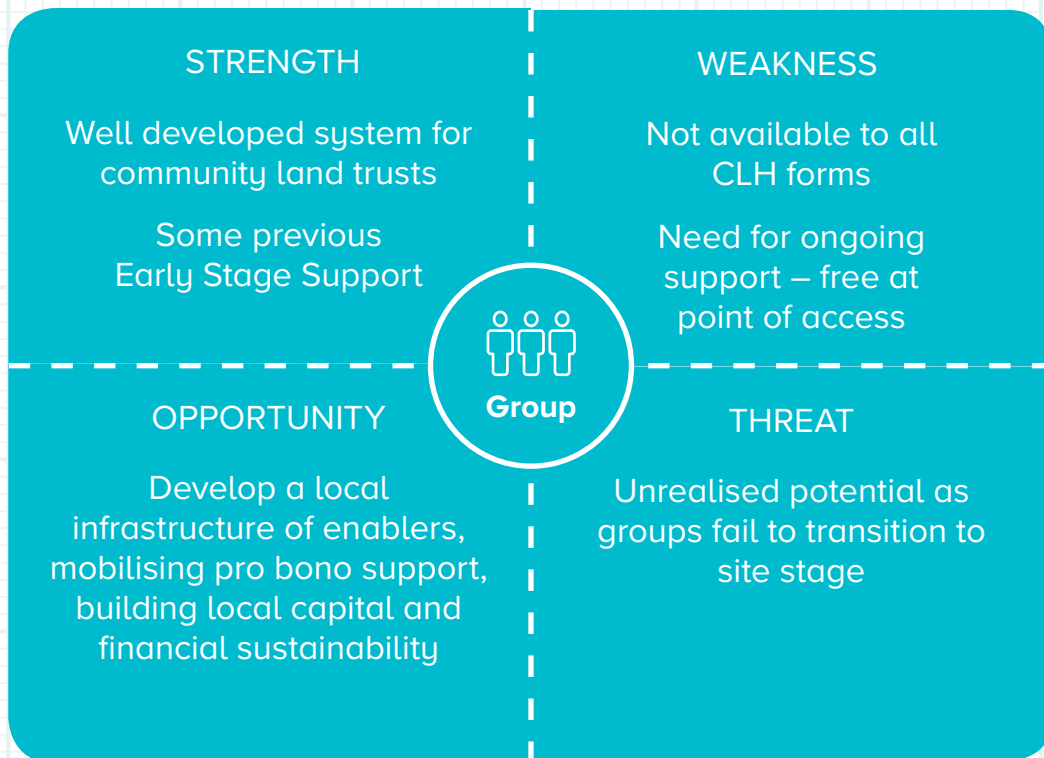 STRENGTH
Well developed system for
community land trusts
Some previous
Early Stage Support
WEAKNESS
Not available to all
CLH forms
Need for ongoing
support – free at
point of access
Group
OPPORTUNITY
Develop a local
infrastructure of enablers,
mobilising pro bono support,
building local capital and
financial sustainability
THREAT
Unrealised potential as
groups fail to transition to
site stage